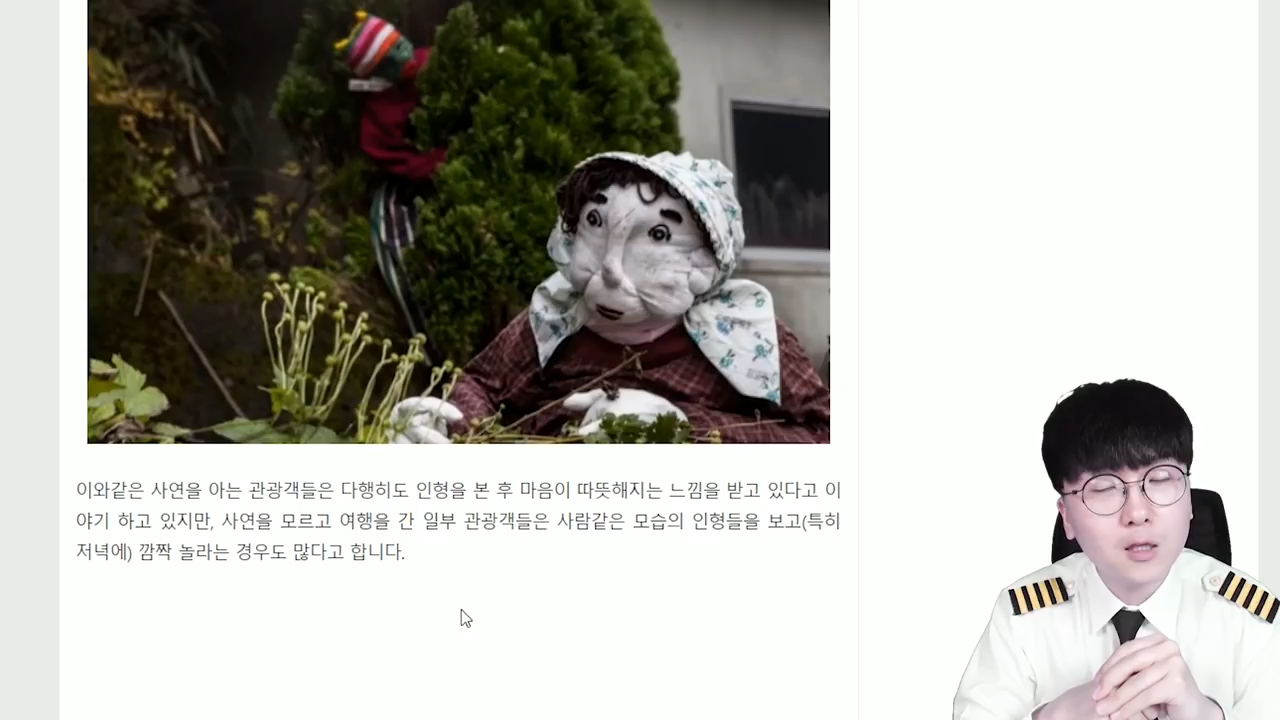 이와같은 사연을 아는 관광객들은 다행히도 인형을 본 후 마음이 따뜻해지는 느낌을 받고 있다고 이
야기 하고 있지만, 사연을 모르고 여행을 간 일부 관광객들은 사람같은 모습의 인형들을 보고(특히
저녁에) 깜짝 놀라는 경우도 많다고 합니다.